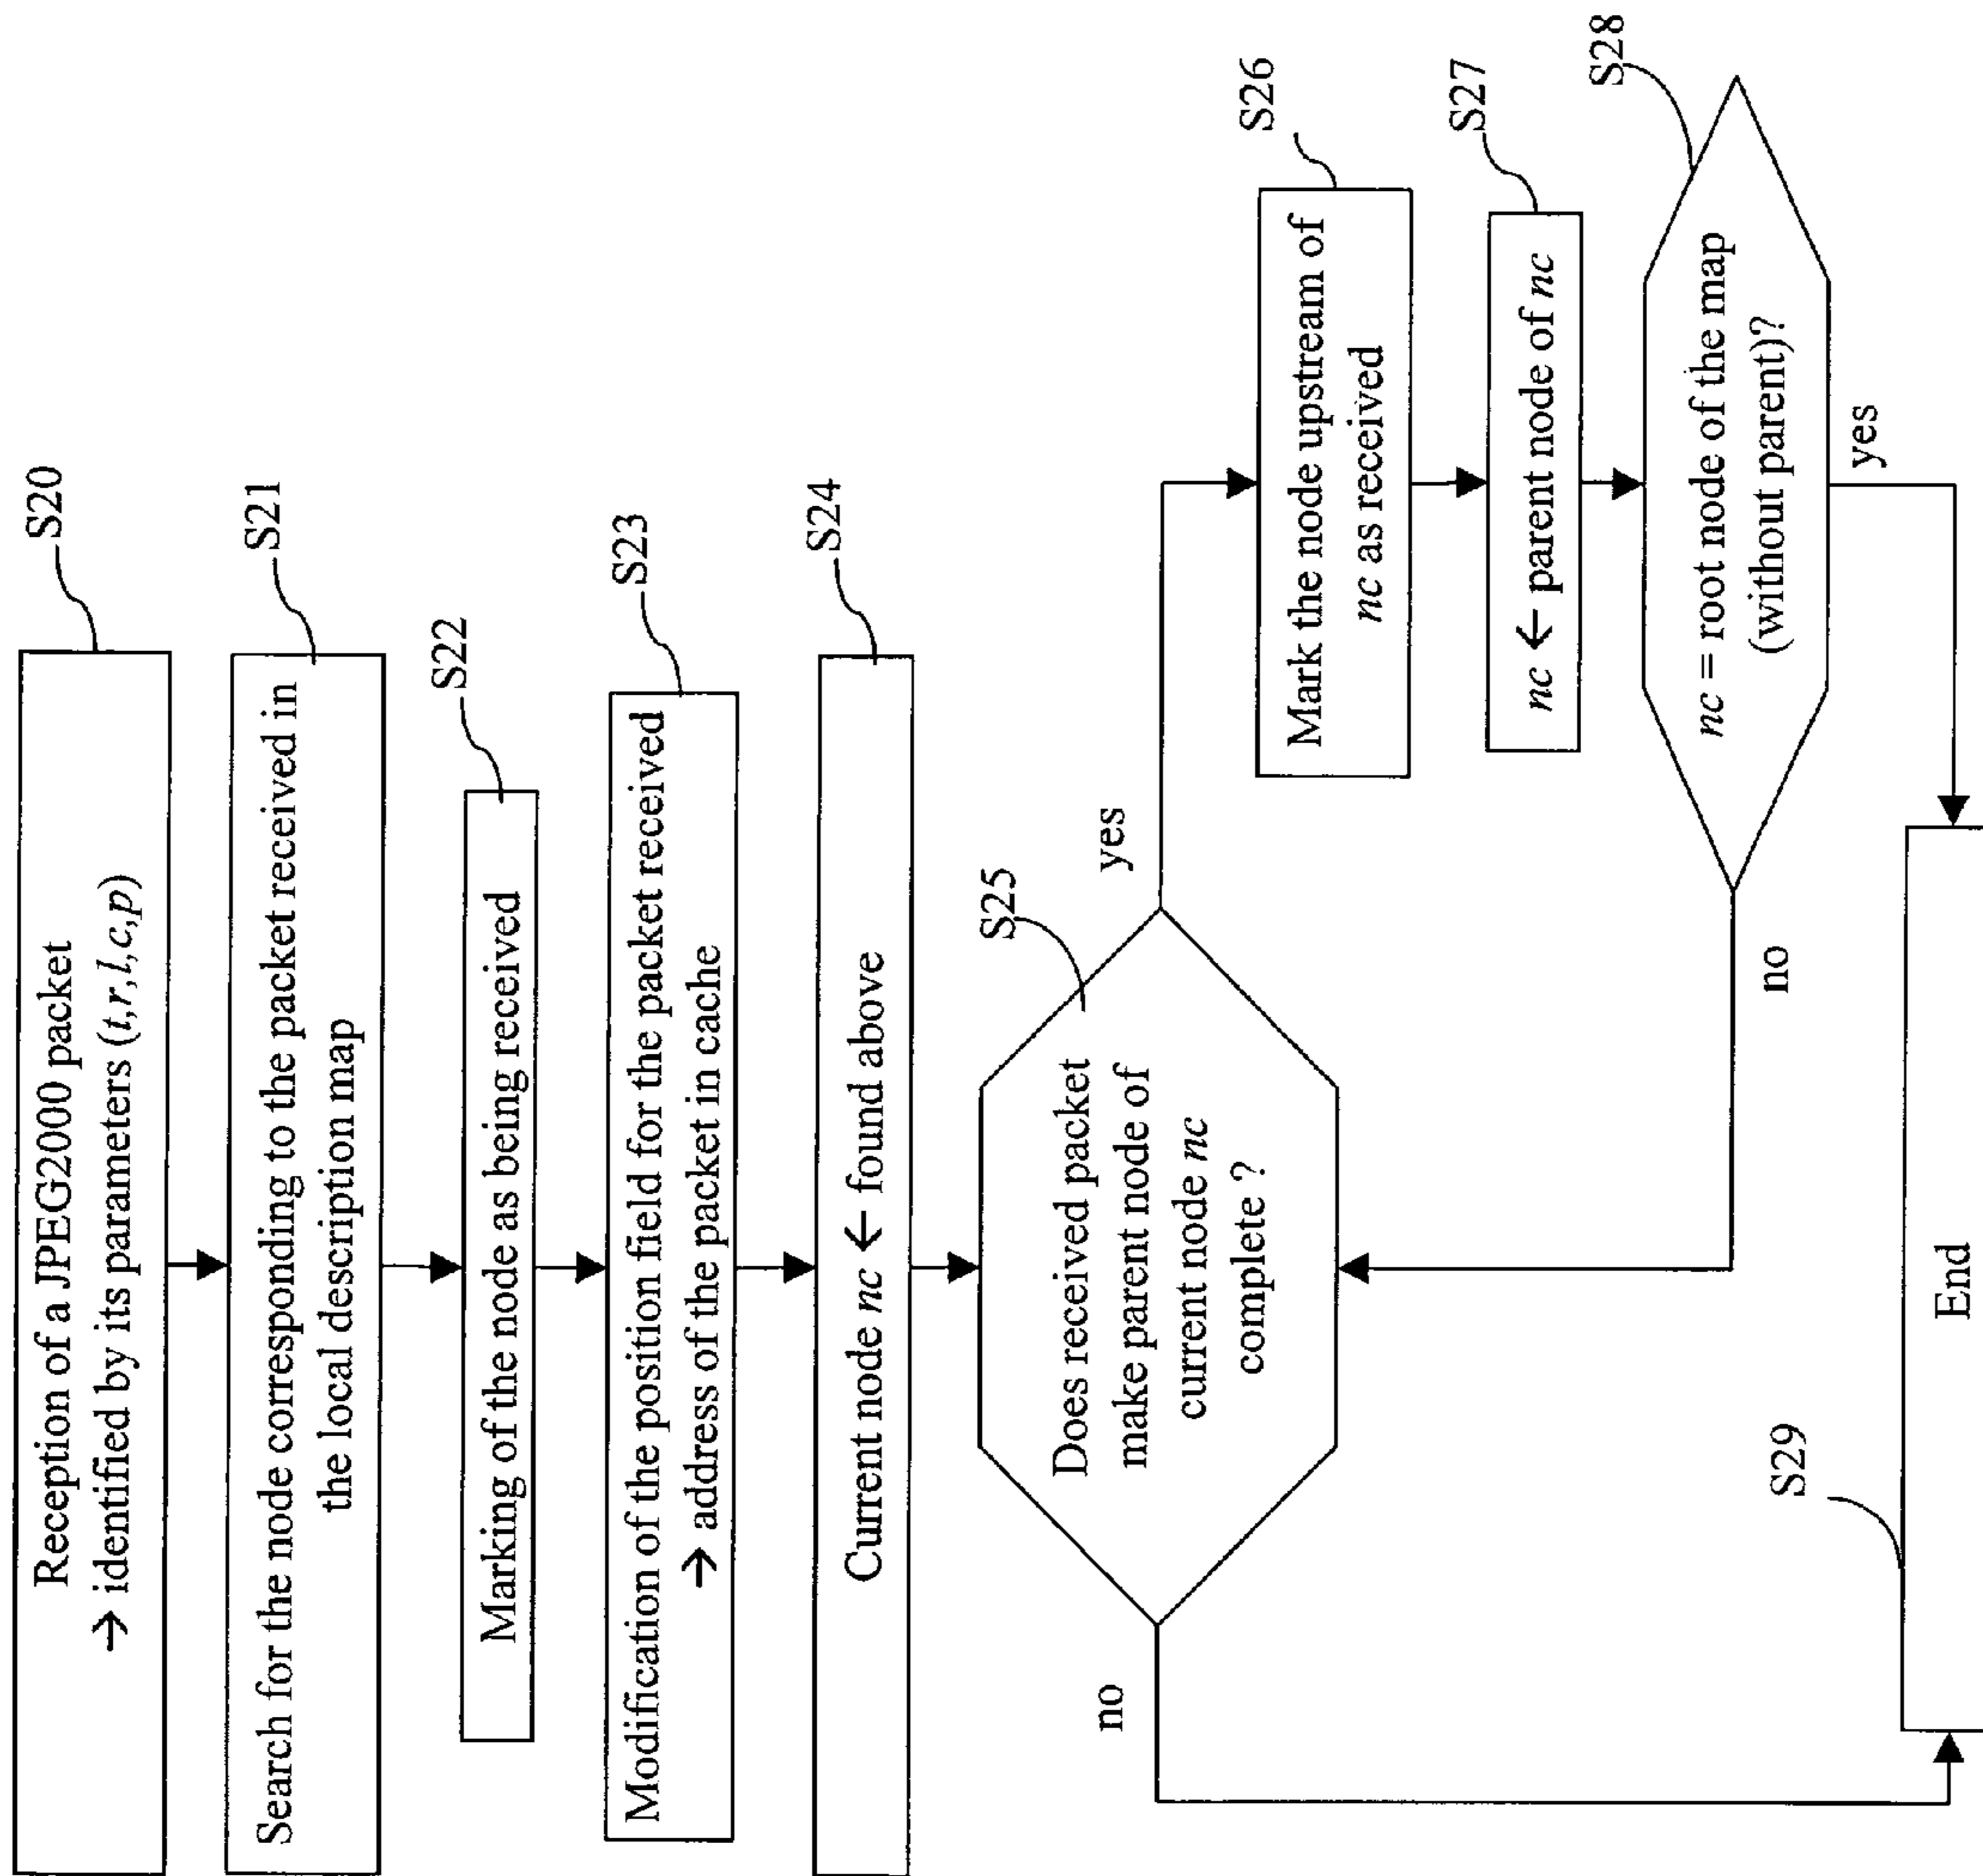 Reception of a JPEG2000 packet
→ identified by its parameters (t,r,l,c,p)
S20
Search for the node corresponding to the packet received in
the local description map
S21
Marking of the node as being received
S22
Modification of the position field for the packet received
→ address of the packet in cache
S23
Current node nc ← found above
S24
Does received packet
make parent node of
current node nc
complete ?
S25
no
yes
Mark the node upstream of
nc as received
S26
nc ← parent node of nc
S27
nc = root node of the map
(without parent)?
S28
no
yes
End
S29